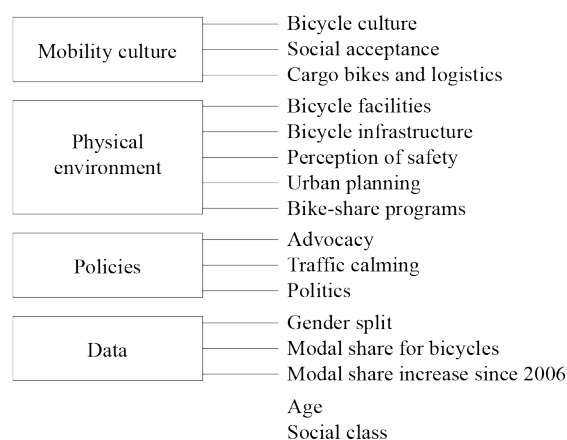 Mobility culture
Bicycle culture
Social acceptance
Cargo bikes and logistics
Physical
environment
Bicycle facilities
Bicycle infrastructure
Perception of safety
Urban planning
Bike-share programs
Policies
Advocacy
Traffic calming
Politics
Data
Gender split
Modal share for bicycles
Modal share increase since 2006
Age
Social class